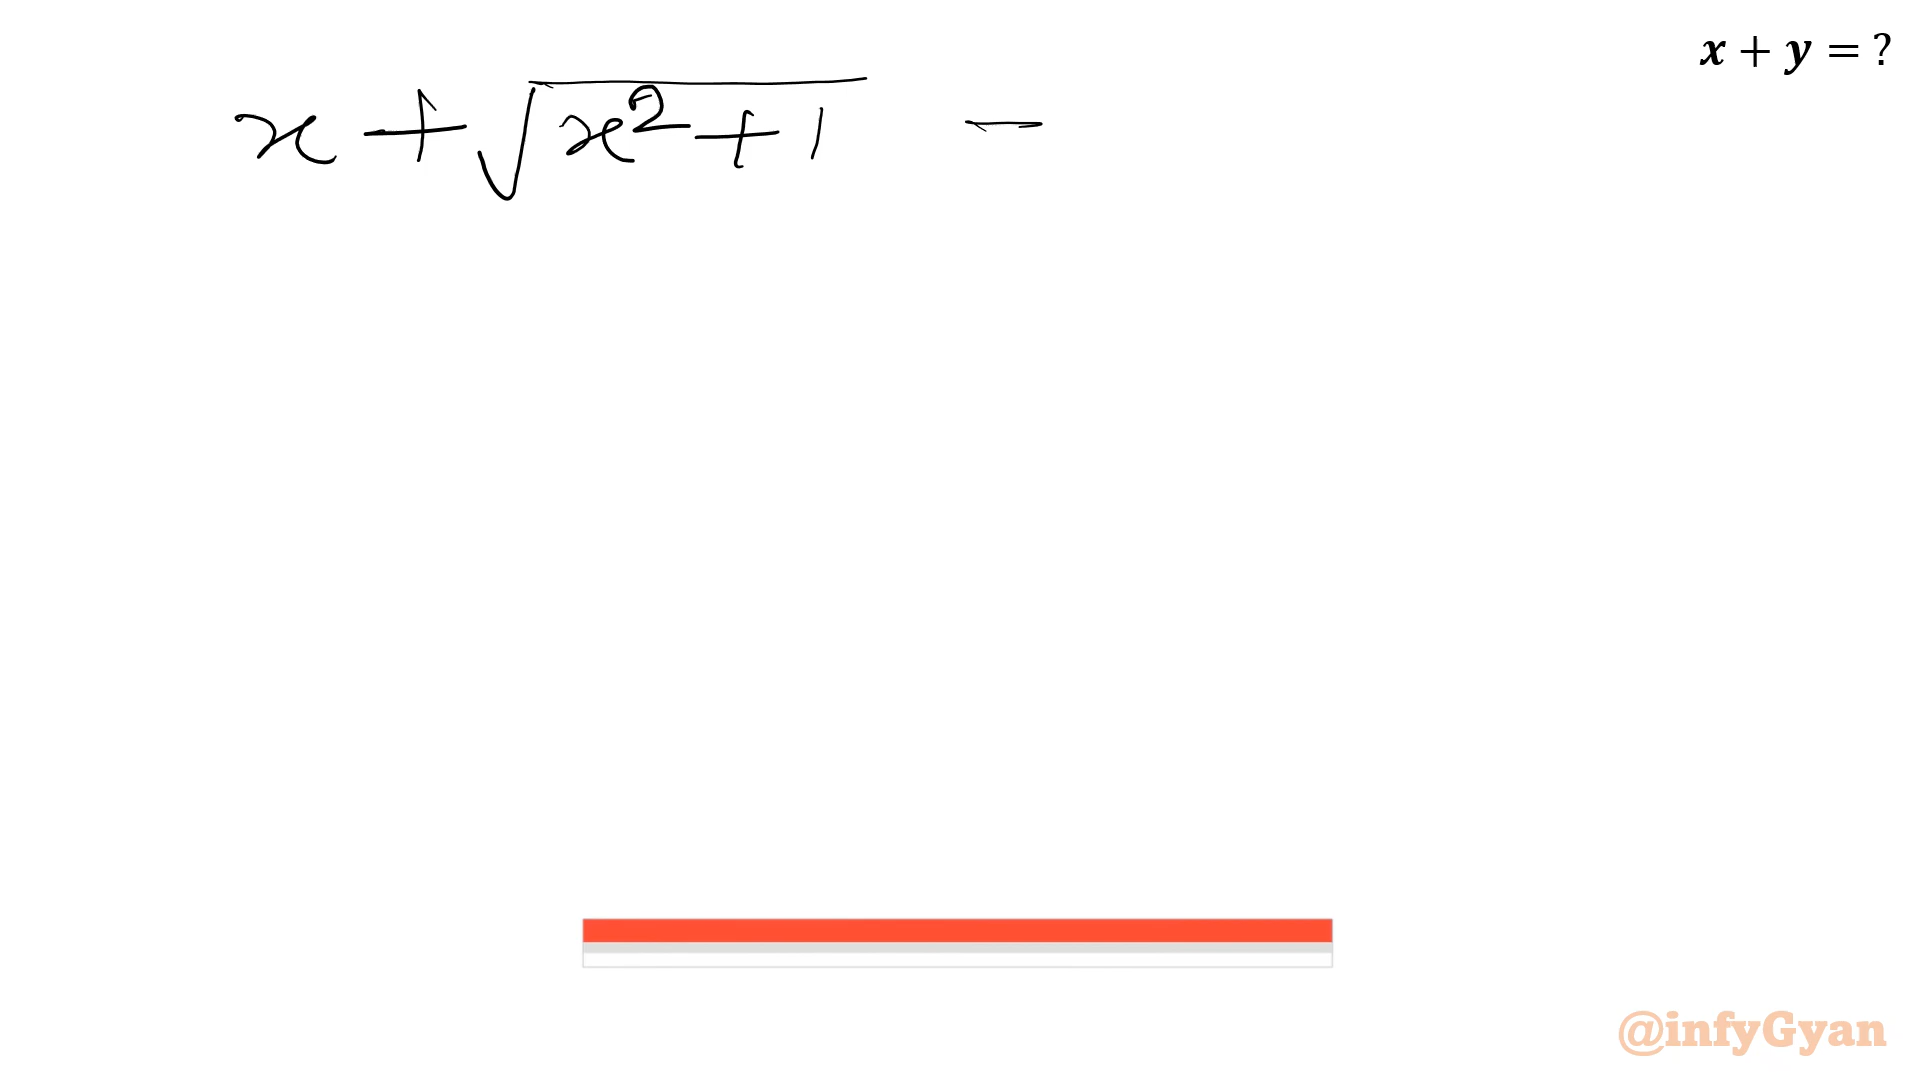 x + y = ?
x + √(x² + 1) —
@infyGyan